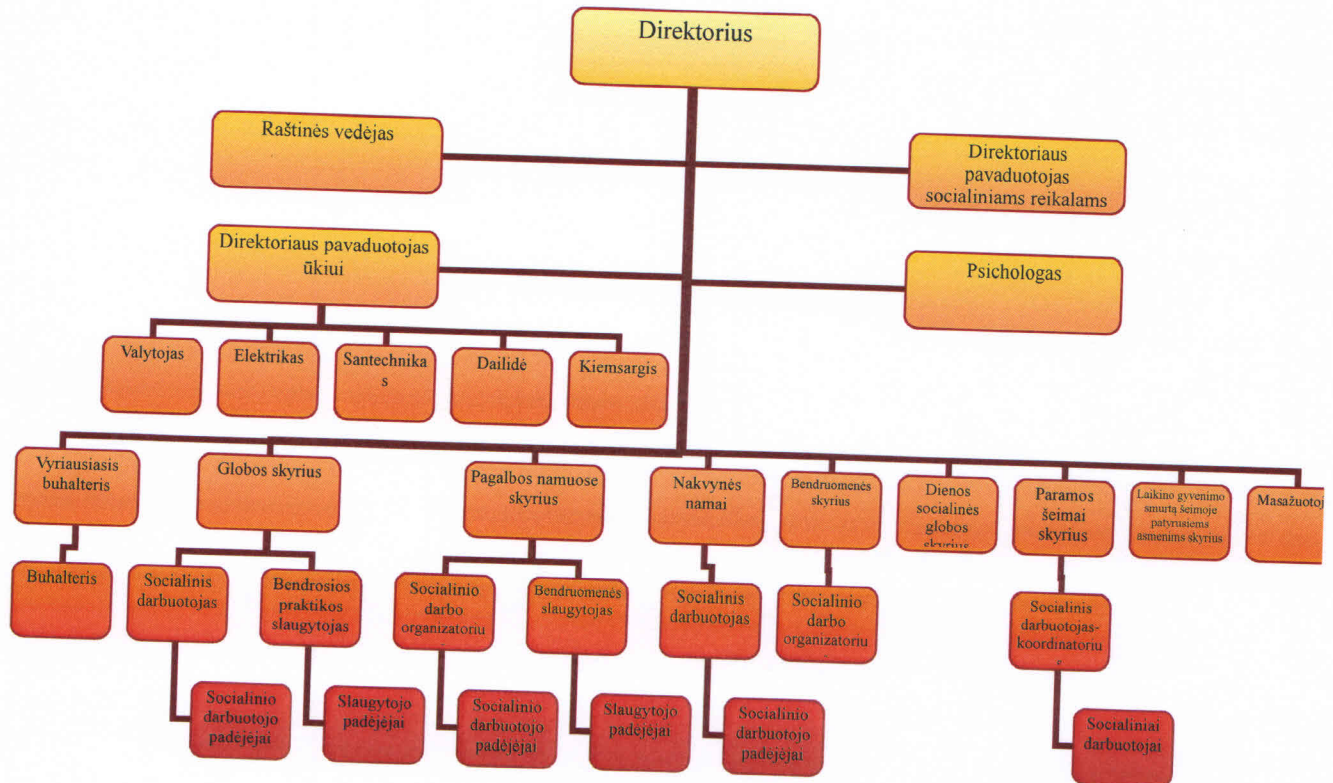 Direktorius
Raštinės vedėjas
Direktoriaus
pavaduotojas
socialiniams reikalams
Direktoriaus pavaduotojas
ūkiui
Psichologas
Valytojas
Elektrikas
Santechnika
s
Dailidė
Kiemsargis
Vyriausiasis
buhalteris
Globos skyrius
Pagalbos namuose
skyrius
Nakvynės
namai
Bendruomenės
skyrius
Dienos
socialinės
globos
skyrius
Paramos
šeimai
skyrius
Laikino gyvenimo
smurtą šeimoje
patyrusiems
asmenims skyrius
Masažuotoj
Buhalteris
Socialinis
darbuotojas
Bendrosios
praktikos
slaugytojas
Socialinio
darbo
organizatoriu
Bendruomenės
slaugytojas
Socialinis
darbuotojas
Socialinio
darbo
organizatoriu
Socialinis
darbuotojas-
koordinatoriu
s
Socialinio
darbuotojo
padėjėjai
Slaugytojo
padėjėjai
Socialinio
darbuotojo
padėjėjai
Slaugytojo
padėjėjai
Socialinio
darbuotojo
padėjėjai
Socialiniai
darbuotojai